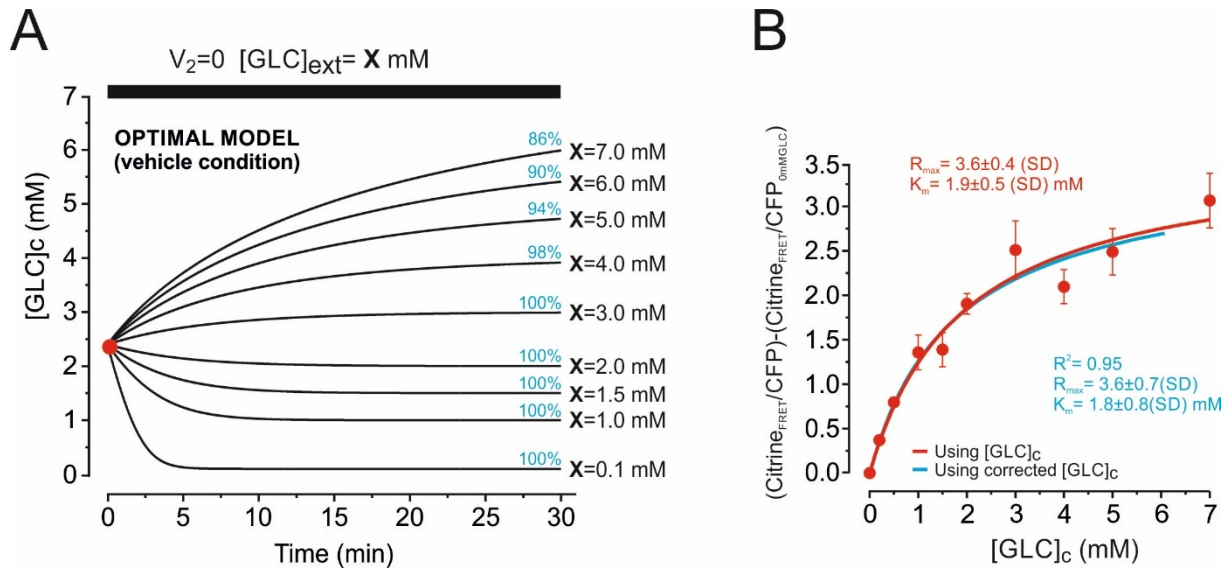 A
V2=0 [GLC]ext= X mM
OPTIMAL MODEL
(vehicle condition)
[GLC]c (mM)
7
6
5
4
3
2
1
0
86%
90%
94%
98%
100%
100%
100%
100%
100%
X=7.0 mM
X=6.0 mM
X=5.0 mM
X=4.0 mM
X=3.0 mM
X=2.0 mM
X=1.5 mM
X=1.0 mM
X=0.1 mM
0 5 10 15 20 25 30
Time (min)
B
(CitrineFRET/CFP)-(CitrineFRET/CFP0mMGLC)
3.5
3.0
2.5
2.0
1.5
1.0
0.5
0.0
Rmax= 3.6±0.4 (SD)
Km= 1.9±0.5 (SD) mM
R2= 0.95
Rmax= 3.6±0.7(SD)
Km= 1.8±0.8(SD) mM
Using [GLC]C
Using corrected [GLC]C
0 1 2 3 4 5 6 7
[GLC]c (mM)